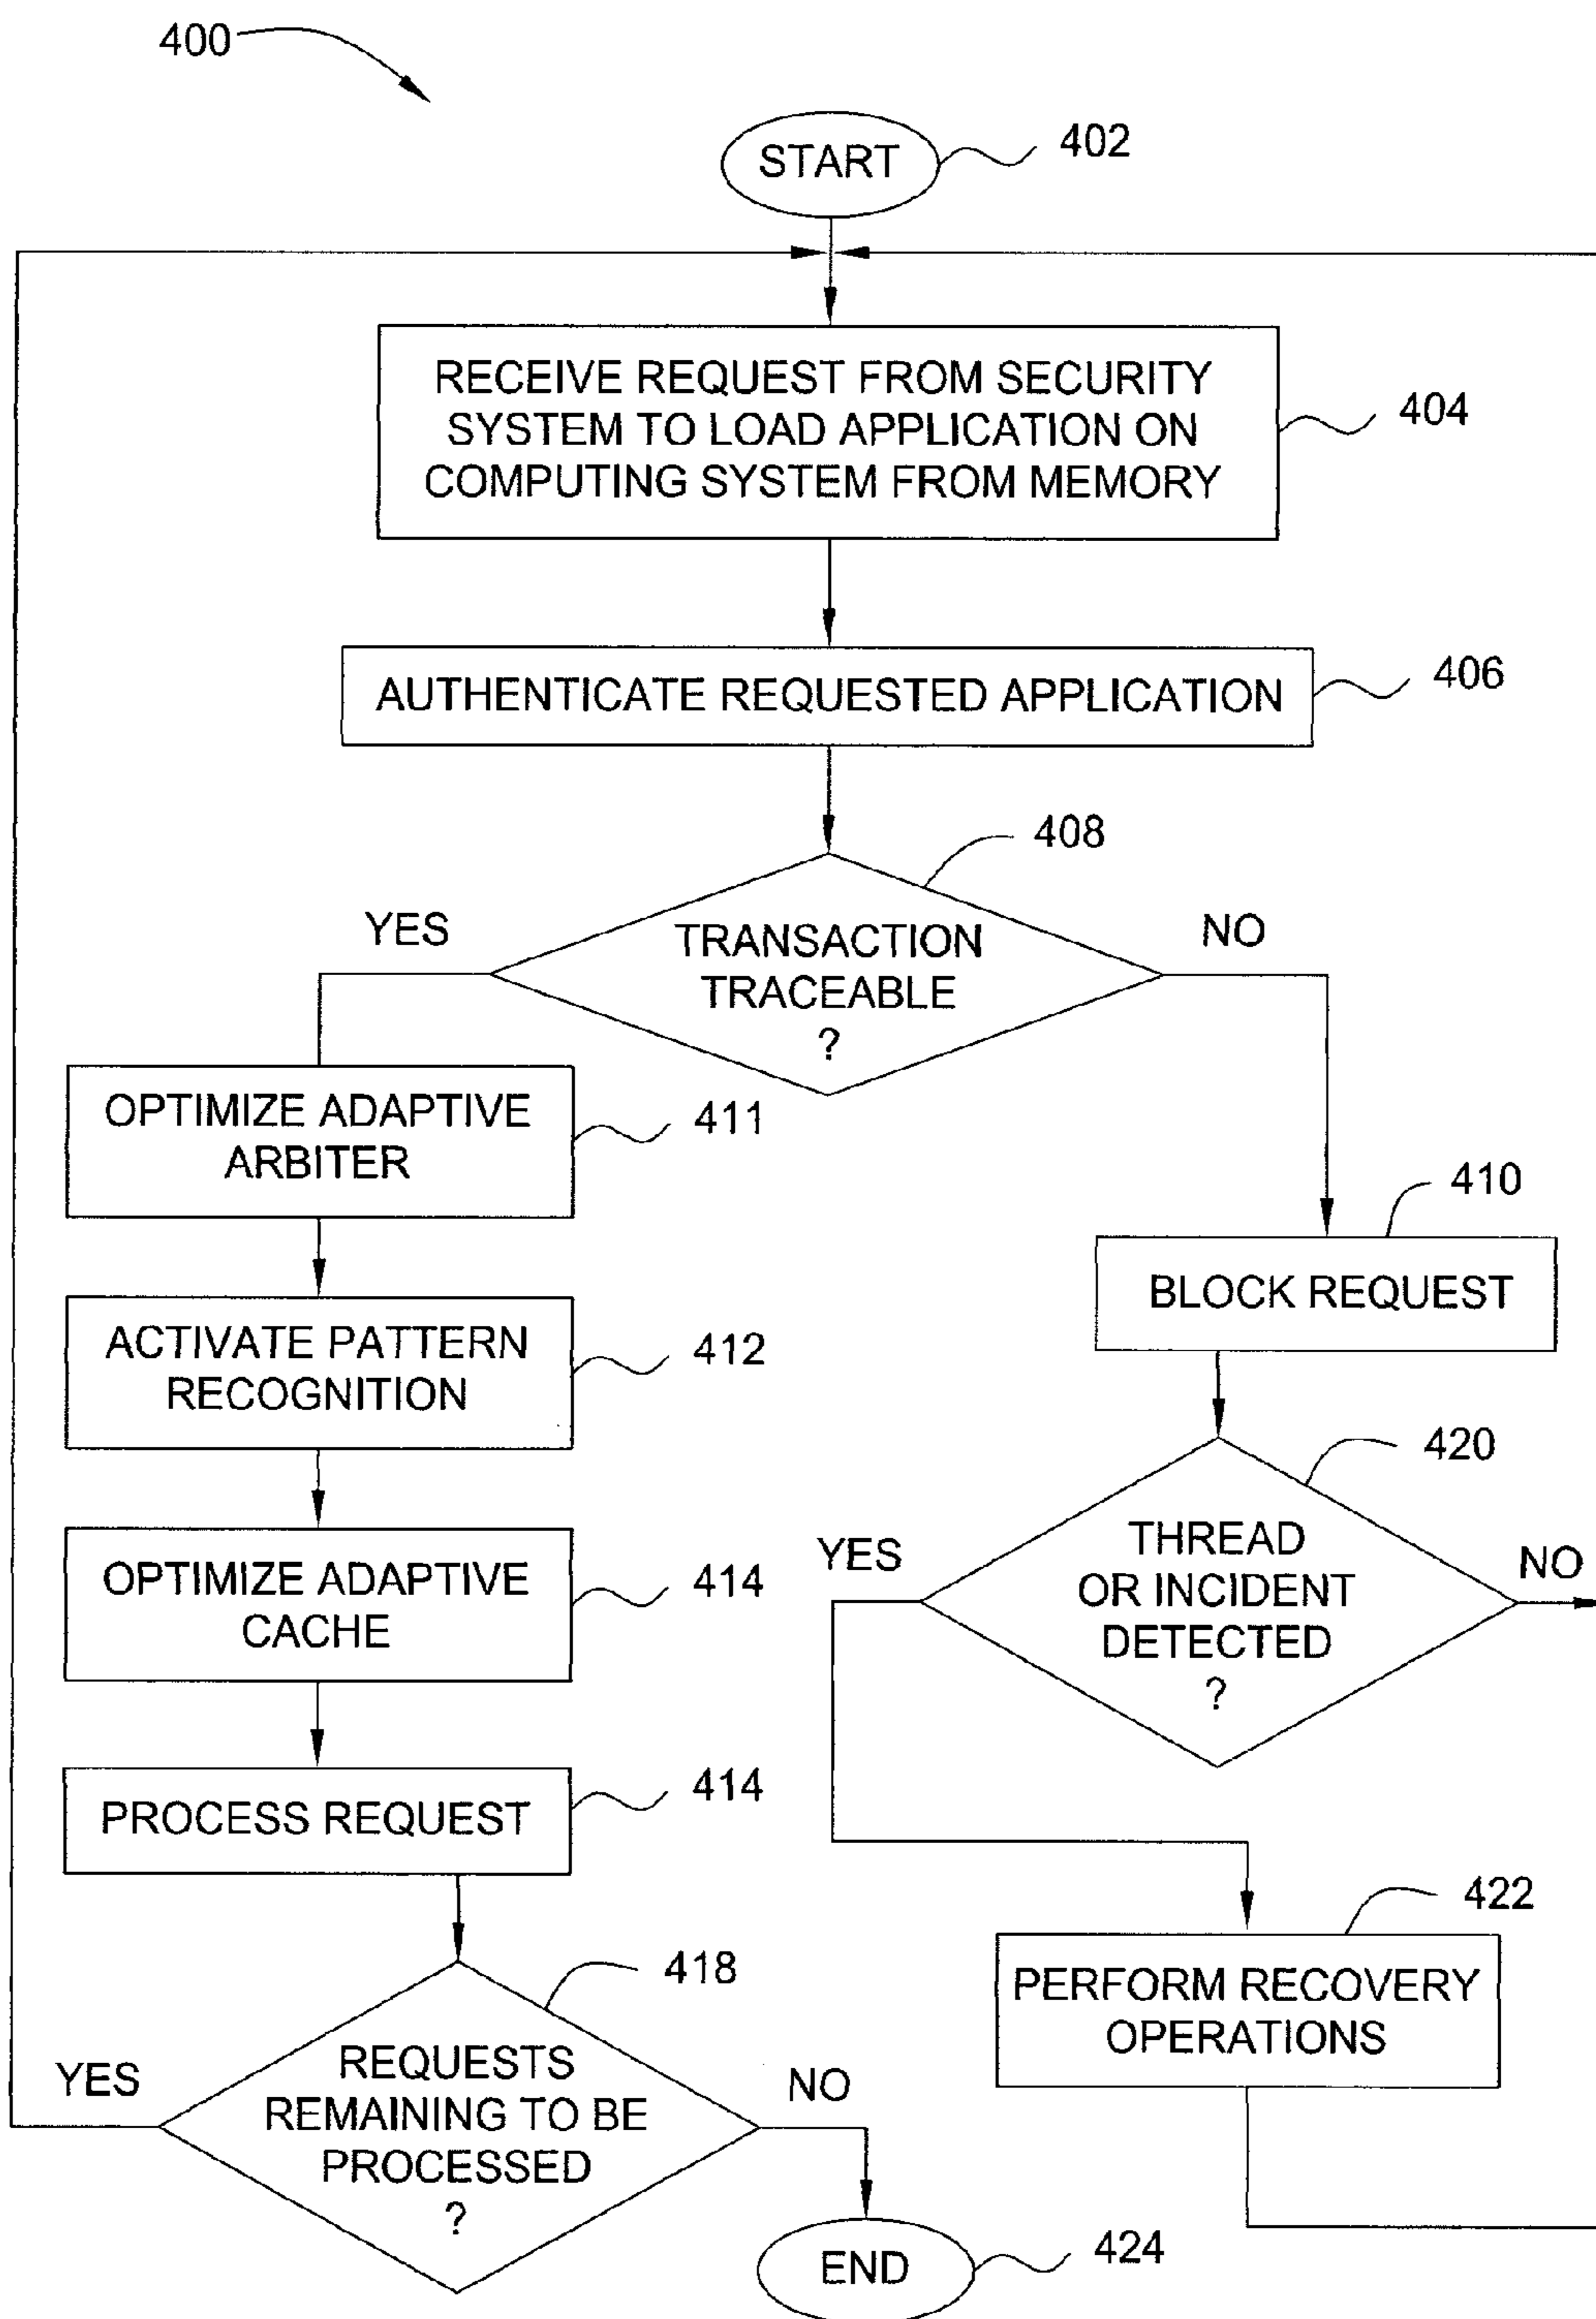 400
START
402
RECEIVE REQUEST FROM SECURITY
SYSTEM TO LOAD APPLICATION ON
COMPUTING SYSTEM FROM MEMORY
404
AUTHENTICATE REQUESTED APPLICATION
406
408
YES
TRANSACTION
TRACEABLE
?
NO
OPTIMIZE ADAPTIVE
ARBITER
411
410
BLOCK REQUEST
ACTIVATE PATTERN
RECOGNITION
412
420
YES
THREAD
OR INCIDENT
DETECTED
?
NO
OPTIMIZE ADAPTIVE
CACHE
414
PROCESS REQUEST
414
422
PERFORM RECOVERY
OPERATIONS
418
YES
REQUESTS
REMAINING TO BE
PROCESSED
?
NO
END
424